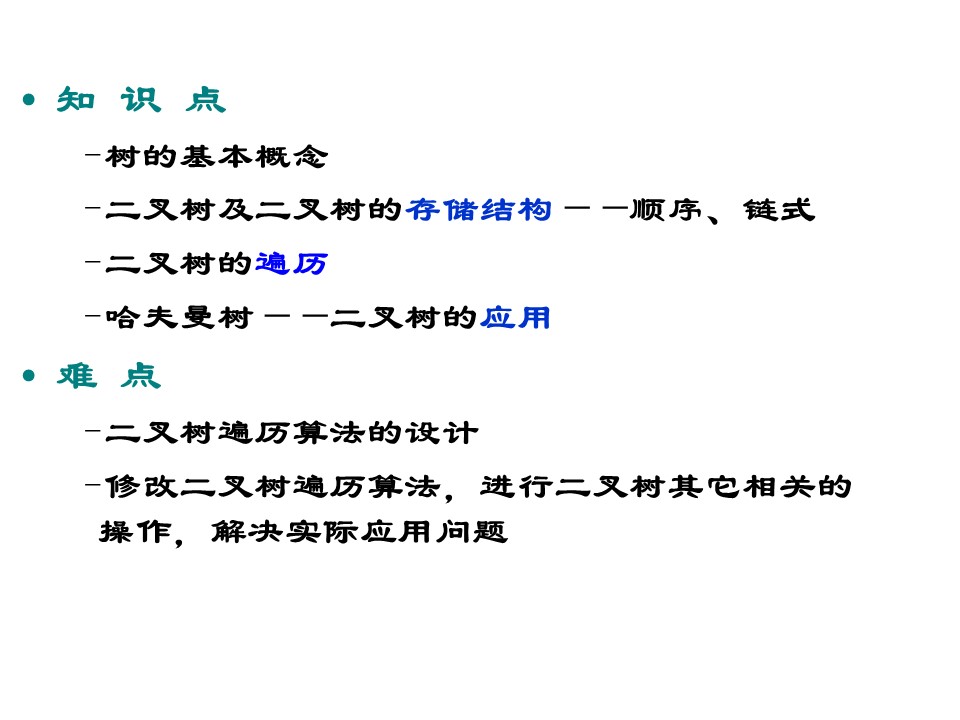 • 知 识 点
–树的基本概念
–二叉树及二叉树的存储结构－－顺序、链式
–二叉树的遍历
–哈夫曼树－－二叉树的应用
• 难 点
–二叉树遍历算法的设计
–修改二叉树遍历算法，进行二叉树其它相关的
操作，解决实际应用问题